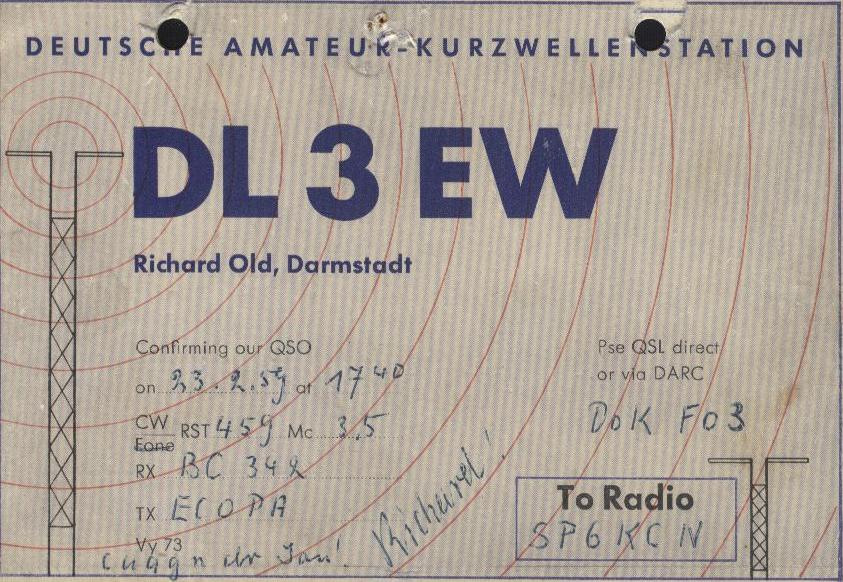 DEUTSCHE AMATEUR-KURZWELLENSTATION
DL 3 EW
Richard Old, Darmstadt
Confirming our QSO
on 23.2.59 at 17⁴⁰
CW
Fone
RST 459 Mc 3,5
RX BC 342
TX ECO PA
Vy 73
cuagn dr Jan!
Richard!
Pse QSL direct
or via DARC
DOK F03
To Radio
SP6KCN